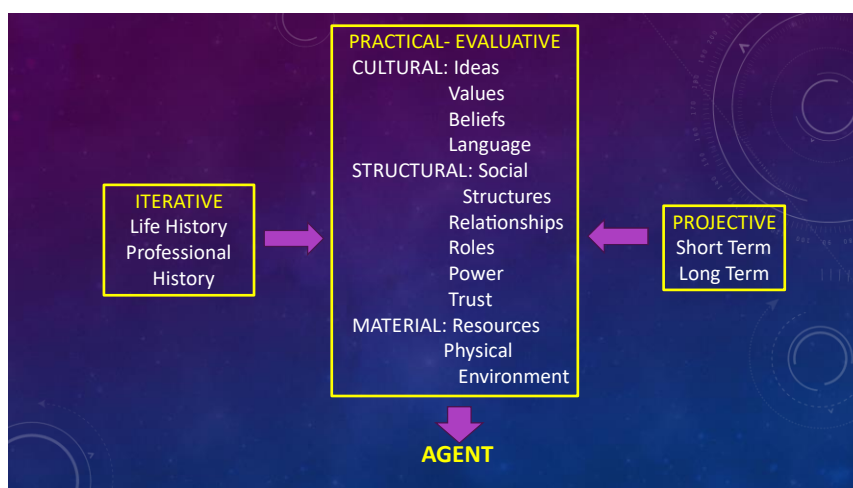 PRACTICAL- EVALUATIVE
CULTURAL: Ideas
Values
Beliefs
Language
STRUCTURAL: Social
Structures
Relationships
Roles
Power
Trust
MATERIAL: Resources
Physical
Environment
ITERATIVE
Life History
Professional
History
PROJECTIVE
Short Term
Long Term
AGENT